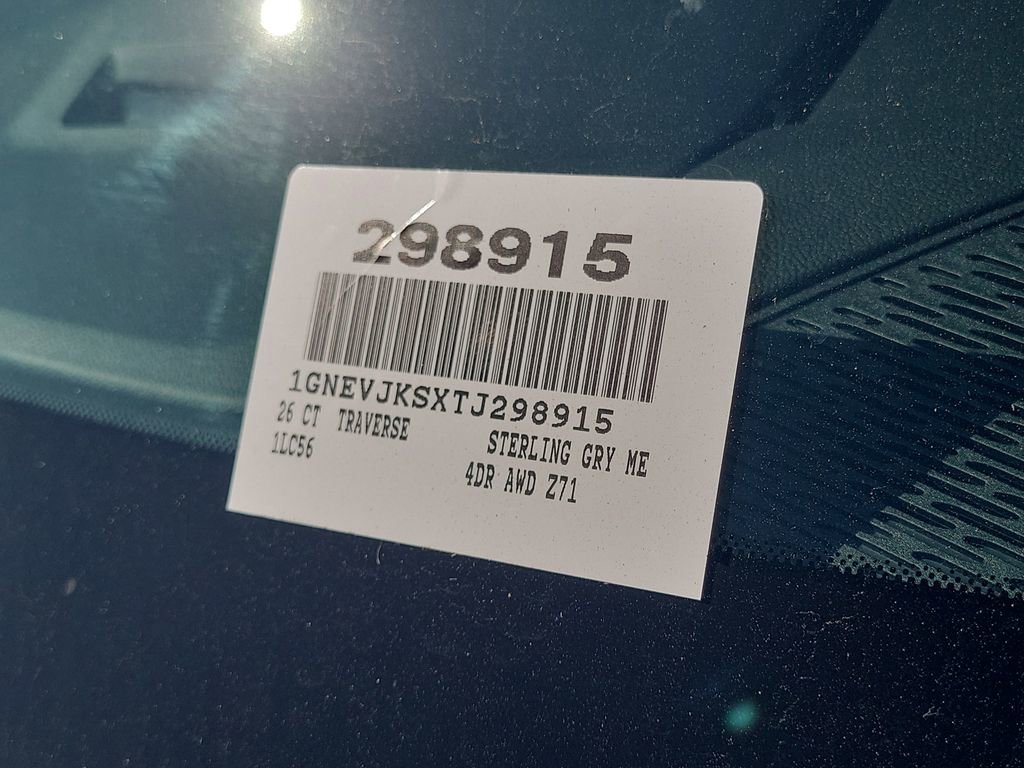 298915
1GNEVJKSXTJ298915
26 CT TRAVERSE STERLING GRY ME
1LC56 4DR AWD Z71